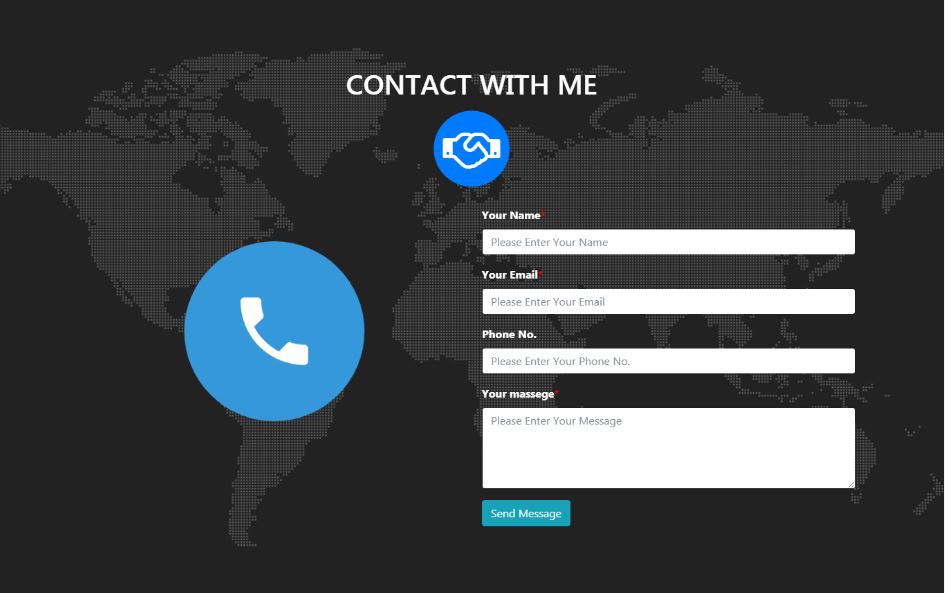 CONTACT WITH ME
Your Name*
Please Enter Your Name
Your Email*
Please Enter Your Email
Phone No.
Please Enter Your Phone No.
Your massege*
Please Enter Your Message
Send Message